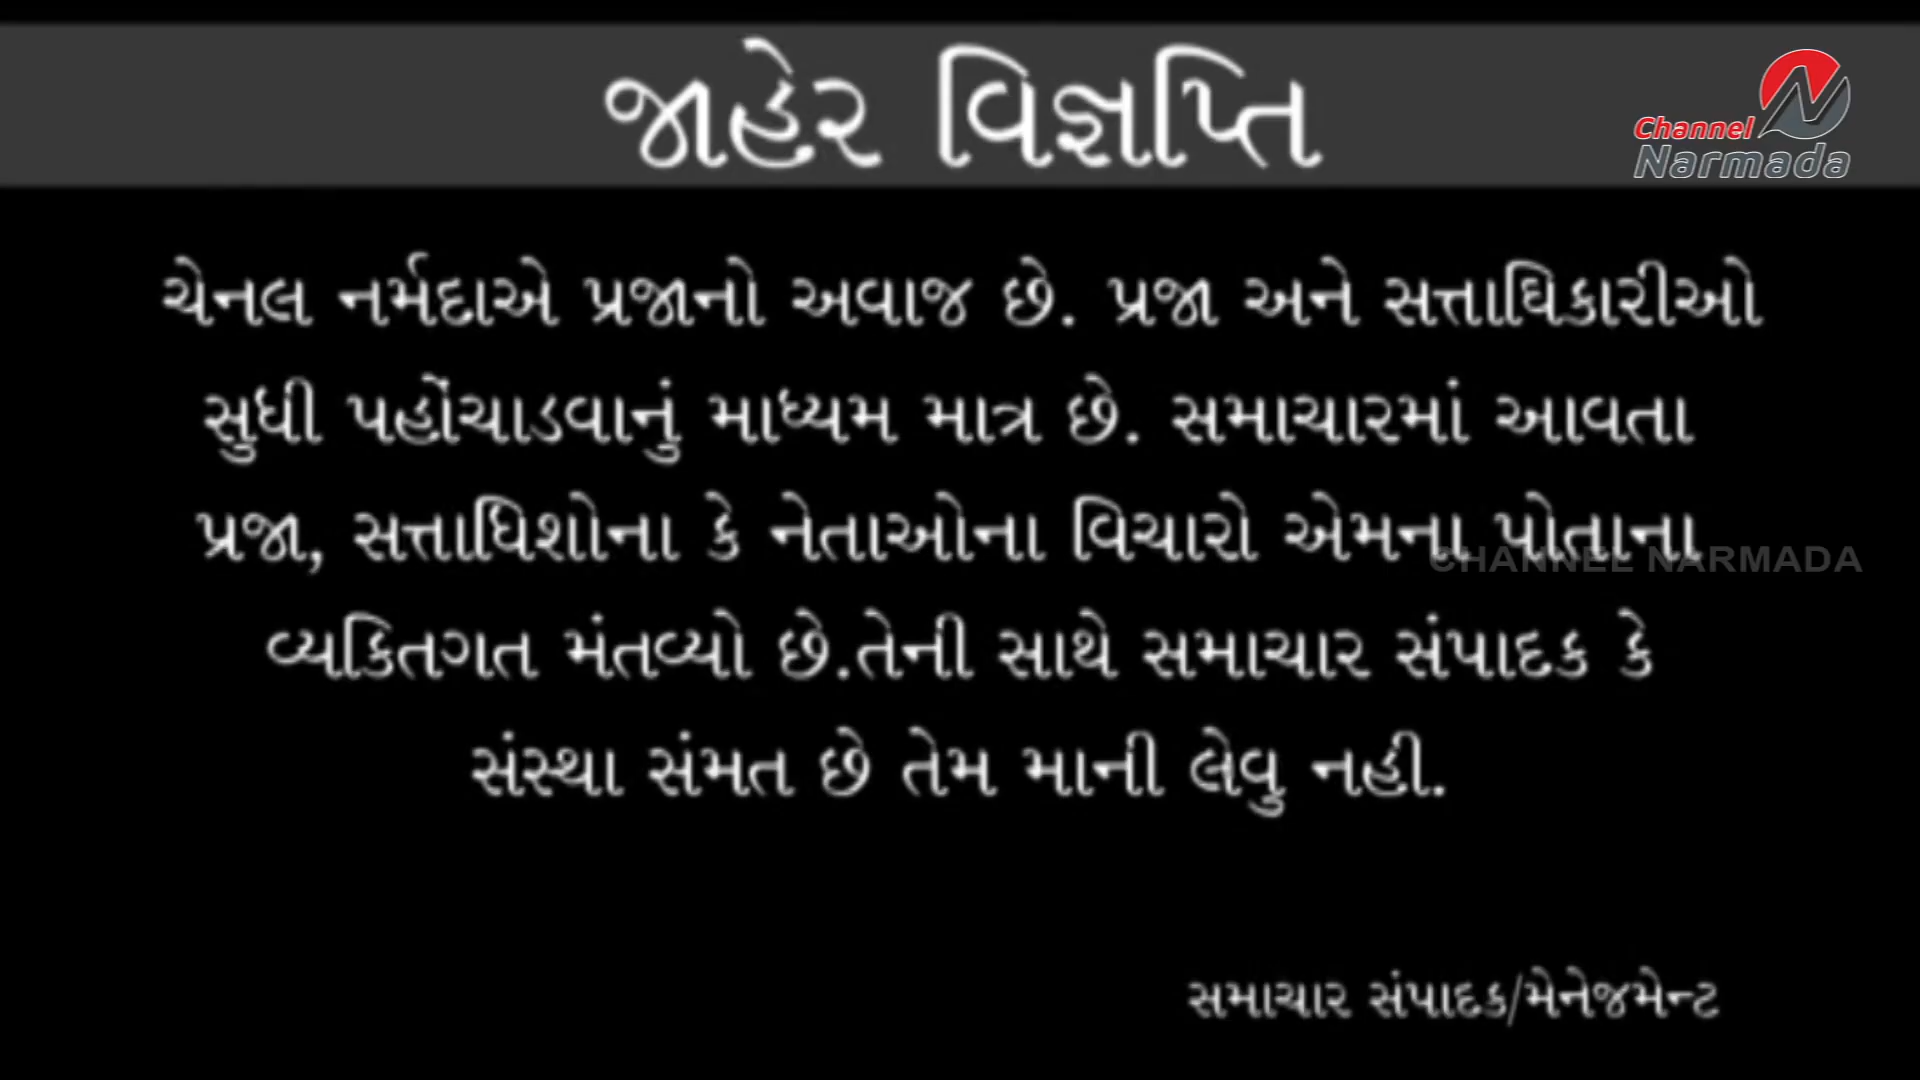 જાહેર વિજ્ઞપ્તિ
Channel
Narmada
ચેનલ નર્મદાએ પ્રજાનો અવાજ છે. પ્રજા અને સત્તાધિકારીઓ
સુધી પહોંચાડવાનું માધ્યમ માત્ર છે. સમાચારમાં આવતા
પ્રજા, સત્તાધિશોના કે નેતાઓના વિચારો એમના પોતાના
CHANNEL NARMADA
વ્યકિતગત મંતવ્યો છે.તેની સાથે સમાચાર સંપાદક કે
સંસ્થા સંમત છે તેમ માની લેવુ નહી.
સમાચાર સંપાદક/મેનેજમેન્ટ